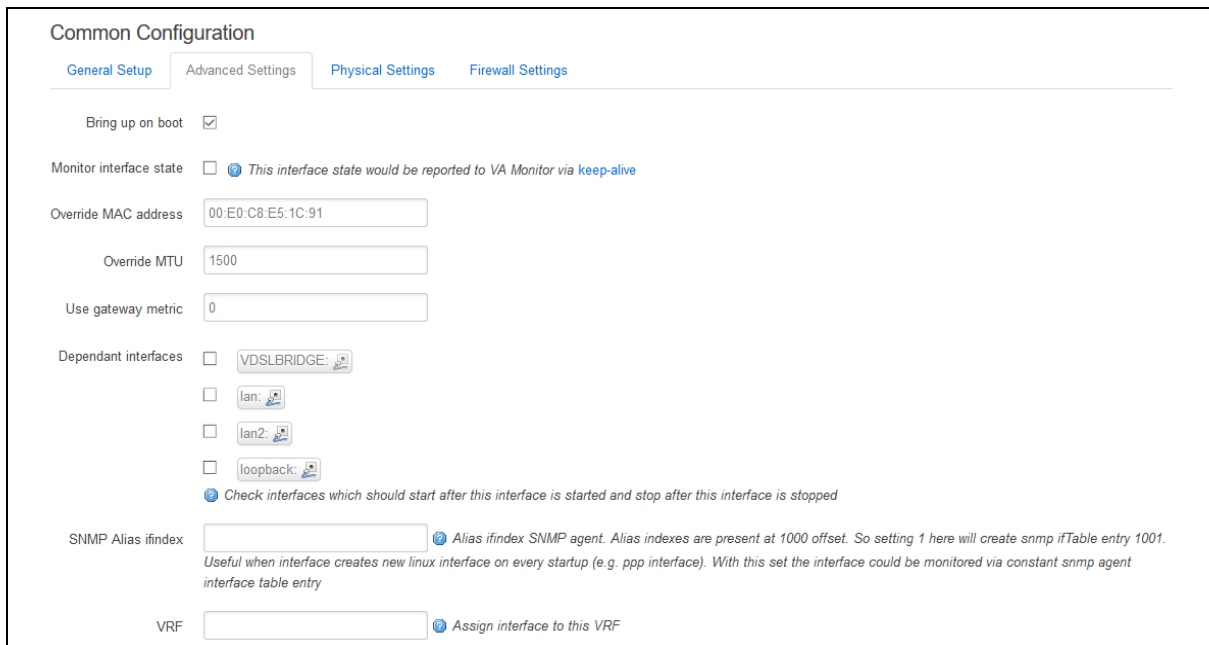 Common Configuration
General Setup Advanced Settings Physical Settings Firewall Settings
Bring up on boot
Monitor interface state This interface state would be reported to VA Monitor via keep-alive
Override MAC address 00:E0:C8:E5:1C:91
Override MTU 1500
Use gateway metric 0
Dependant interfaces VDSLBRIDGE:
lan:
lan2:
loopback:
Check interfaces which should start after this interface is started and stop after this interface is stopped
SNMP Alias ifindex Alias ifindex SNMP agent. Alias indexes are present at 1000 offset. So setting 1 here will create snmp ifTable entry 1001.
Useful when interface creates new linux interface on every startup (e.g. ppp interface). With this set the interface could be monitored via constant snmp agent
interface table entry
VRF Assign interface to this VRF